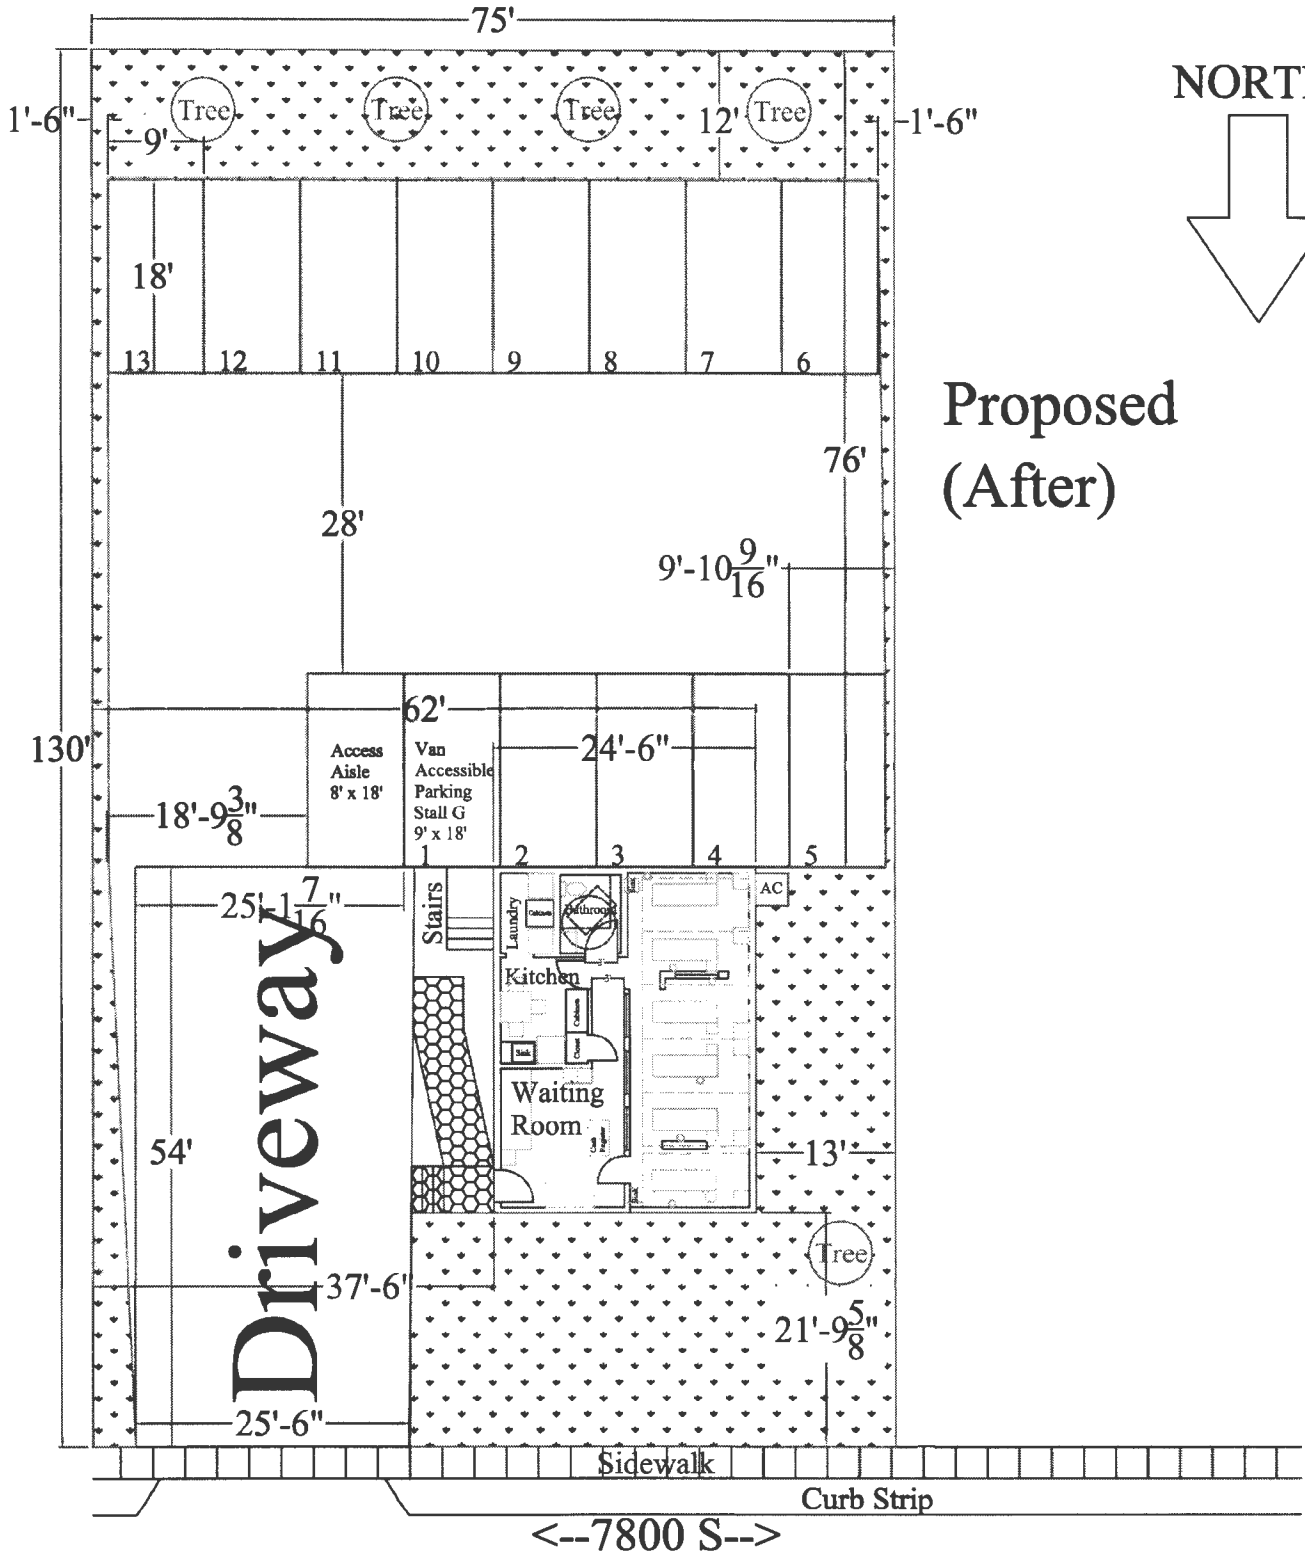 75'
NORT
Tree
Tree
Tree
Tree
1'-6"
12'
1'-6"
9'
18'
13
12
11
10
9
8
7
6
Proposed
(After)
76'
28'
9'-10 9/16"
62'
130'
24'-6"
Access
Aisle
8' x 18'
Van
Accessible
Parking
Stall G
9' x 18'
18'-9 3/8"
1
2
3
4
5
25'-1 7/16"
Stairs
Laundry
Bathroom
AC
Kitchen
Cabinets
Closet
Sink
Driveway
Waiting
Room
54'
13'
Tree
37'-6"
21'-9 5/8"
25'-6"
Sidewalk
Curb Strip
<--7800 S-->